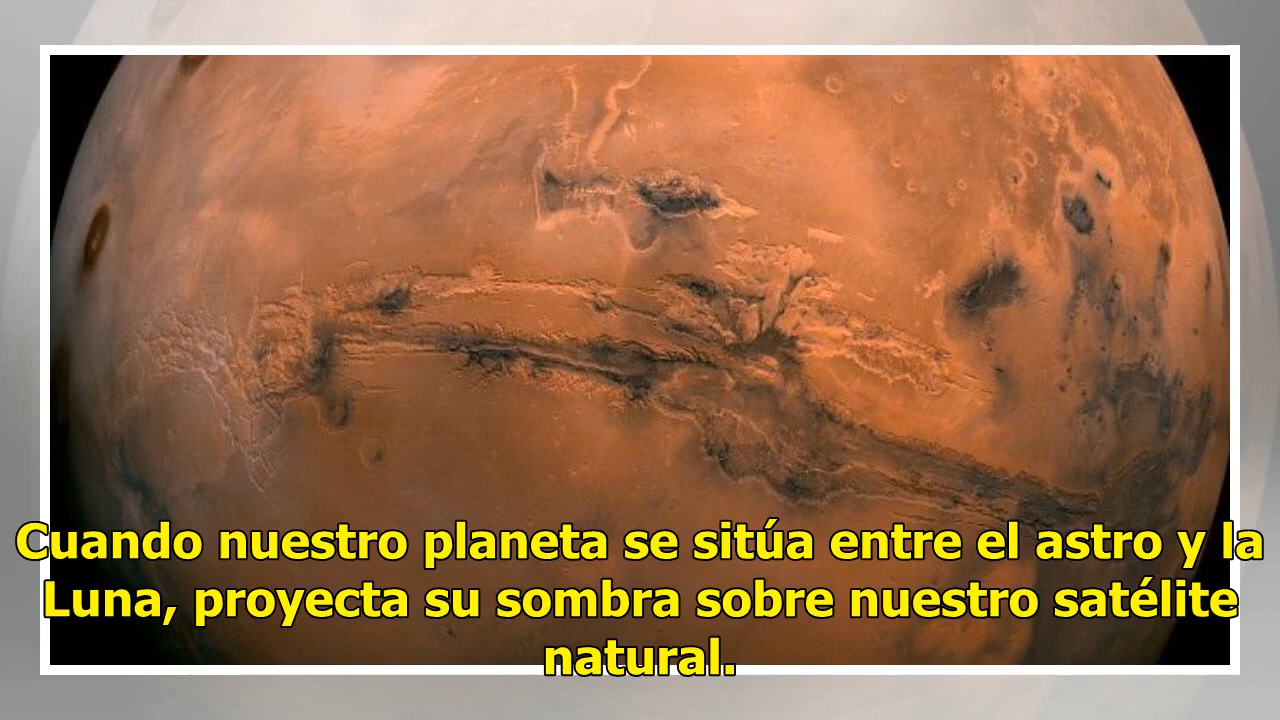 Cuando nuestro planeta se sitúa entre el astro y la
Luna, proyecta su sombra sobre nuestro satélite
natural.